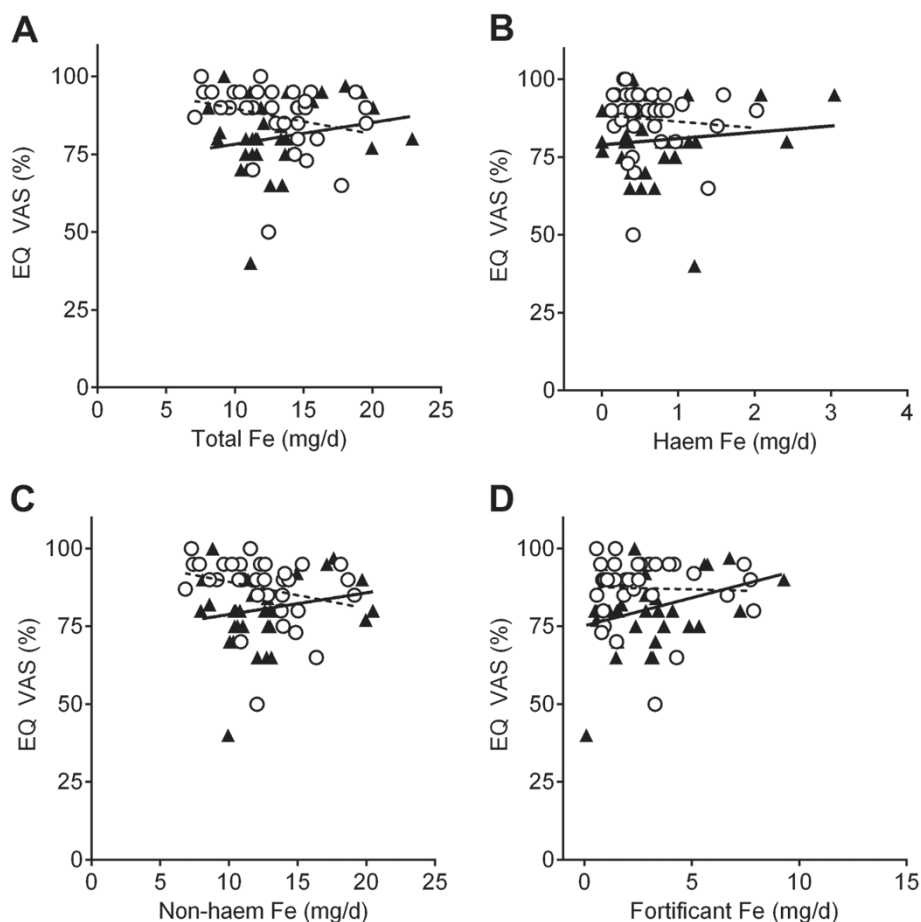 A
EQ VAS (%)
100
75
50
25
0
0 5 10 15 20 25
Total Fe (mg/d)
B
EQ VAS (%)
100
75
50
25
0
0 1 2 3 4
Haem Fe (mg/d)
C
EQ VAS (%)
100
75
50
25
0
0 5 10 15 20 25
Non-haem Fe (mg/d)
D
EQ VAS (%)
100
75
50
25
0
0 5 10 15
Fortificant Fe (mg/d)